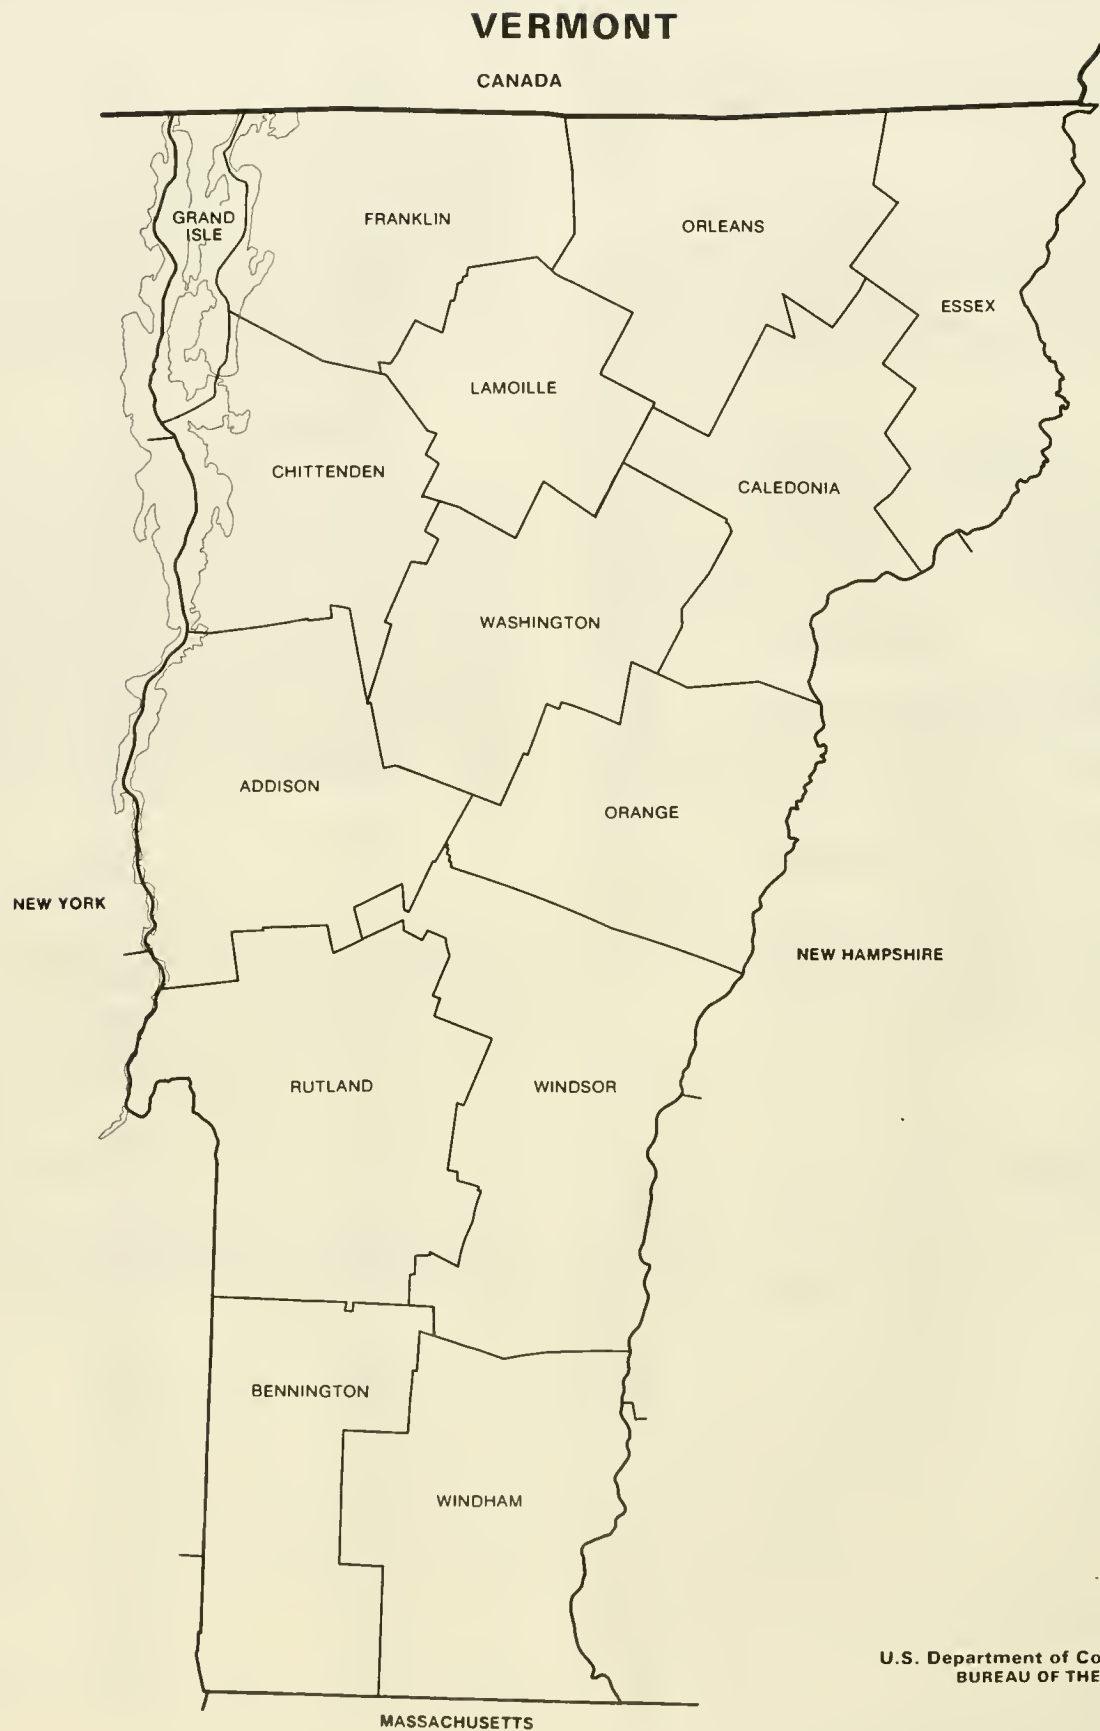 VERMONT
CANADA
GRAND
ISLE
FRANKLIN
ORLEANS
ESSEX
LAMOILLE
CHITTENDEN
CALEDONIA
WASHINGTON
ADDISON
ORANGE
NEW YORK
NEW HAMPSHIRE
RUTLAND
WINDSOR
BENNINGTON
WINDHAM
U.S. Department of Co
BUREAU OF THE
MASSACHUSETTS